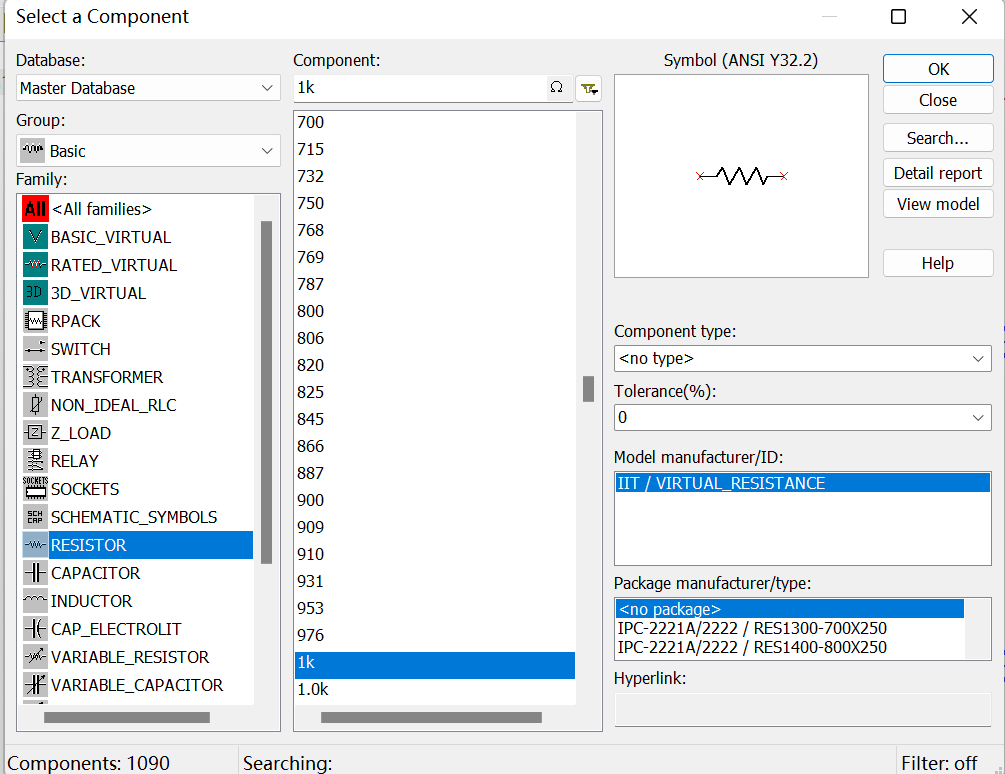 Select a Component
Database:
Master Database
Group:
Basic
Family:
All <All families>
BASIC_VIRTUAL
RATED_VIRTUAL
3D 3D_VIRTUAL
RPACK
SWITCH
TRANSFORMER
NON_IDEAL_RLC
Z Z_LOAD
RELAY
SOCKETS SOCKETS
SCH CAP SCHEMATIC_SYMBOLS
RESISTOR
CAPACITOR
INDUCTOR
CAP_ELECTROLIT
VARIABLE_RESISTOR
VARIABLE_CAPACITOR
Component:
1k Ω
700
715
732
750
768
769
787
800
806
820
825
845
866
887
900
909
910
931
953
976
1k
1.0k
Symbol (ANSI Y32.2)
OK
Close
Search...
Detail report
View model
Help
Component type:
<no type>
Tolerance(%):
0
Model manufacturer/ID:
IIT / VIRTUAL_RESISTANCE
Package manufacturer/type:
<no package>
IPC-2221A/2222 / RES1300-700X250
IPC-2221A/2222 / RES1400-800X250
Hyperlink:
Components: 1090
Searching:
Filter: off